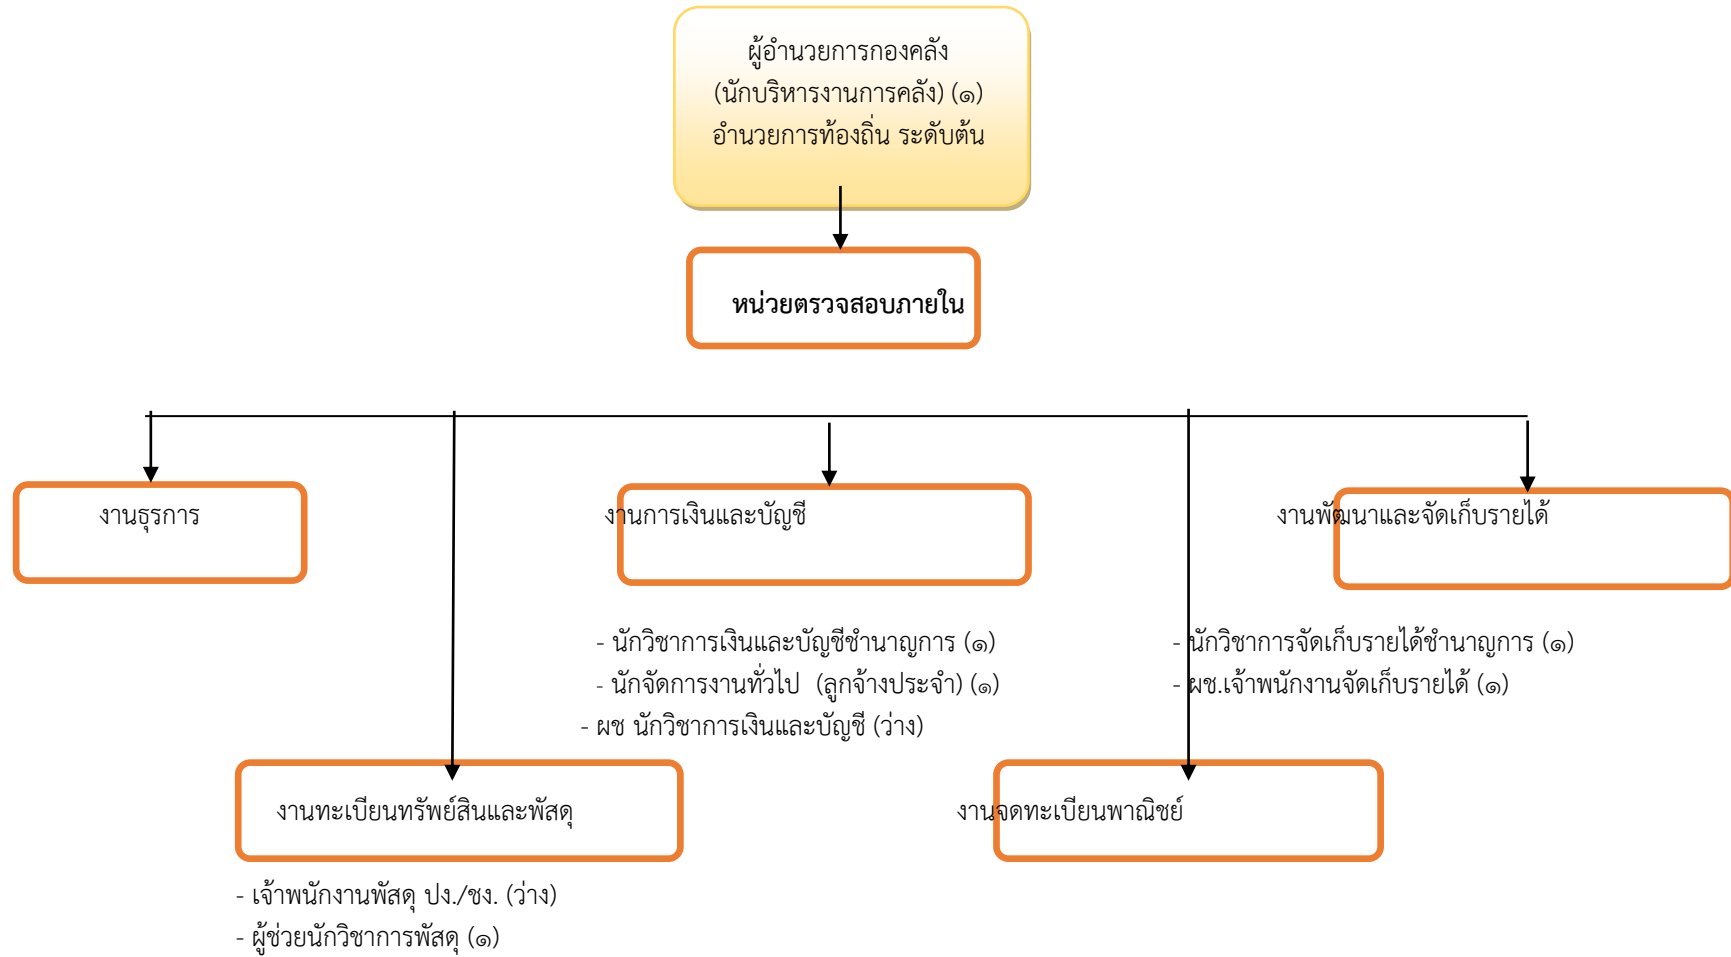 ผู้อำนวยการกองคลัง
(นักบริหารงานการคลัง) (๑)
อำนวยการท้องถิ่น ระดับต้น
หน่วยตรวจสอบภายใน
งานธุรการ
งานการเงินและบัญชี
งานพัฒนาและจัดเก็บรายได้
- นักวิชาการเงินและบัญชีชำนาญการ (๑)
- นักจัดการงานทั่วไป (ลูกจ้างประจำ) (๑)
- ผช นักวิชาการเงินและบัญชี (ว่าง)
- นักวิชาการจัดเก็บรายได้ชำนาญการ (๑)
- ผช.เจ้าพนักงานจัดเก็บรายได้ (๑)
งานทะเบียนทรัพย์สินและพัสดุ
งานจดทะเบียนพาณิชย์
- เจ้าพนักงานพัสดุ ปง./ชง. (ว่าง)
- ผู้ช่วยนักวิชาการพัสดุ (๑)